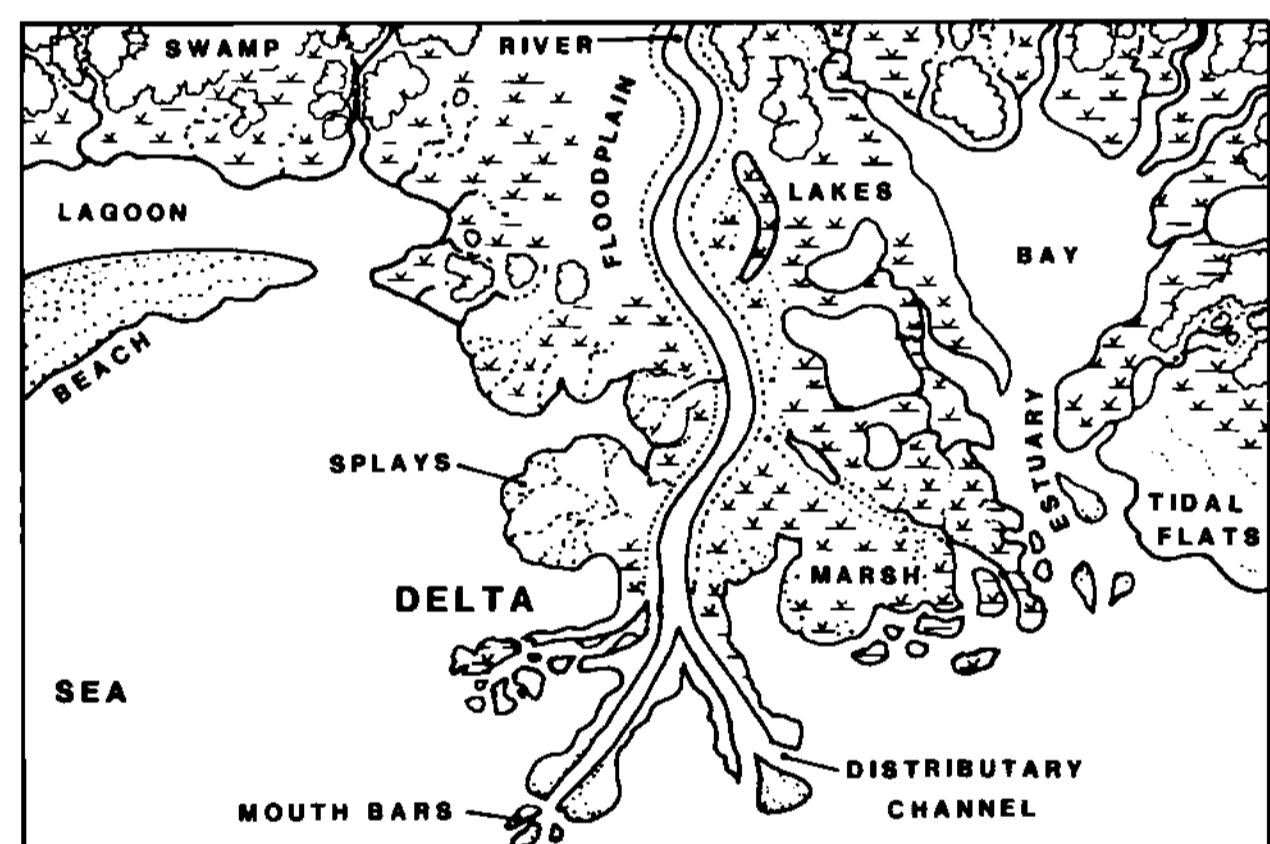 SWAMP
RIVER
FLOODPLAIN
LAKES
LAGOON
BAY
BEACH
ESTUARY
SPLAYS
TIDAL
FLATS
MARSH
DELTA
SEA
DISTRIBUTARY
CHANNEL
MOUTH BARS